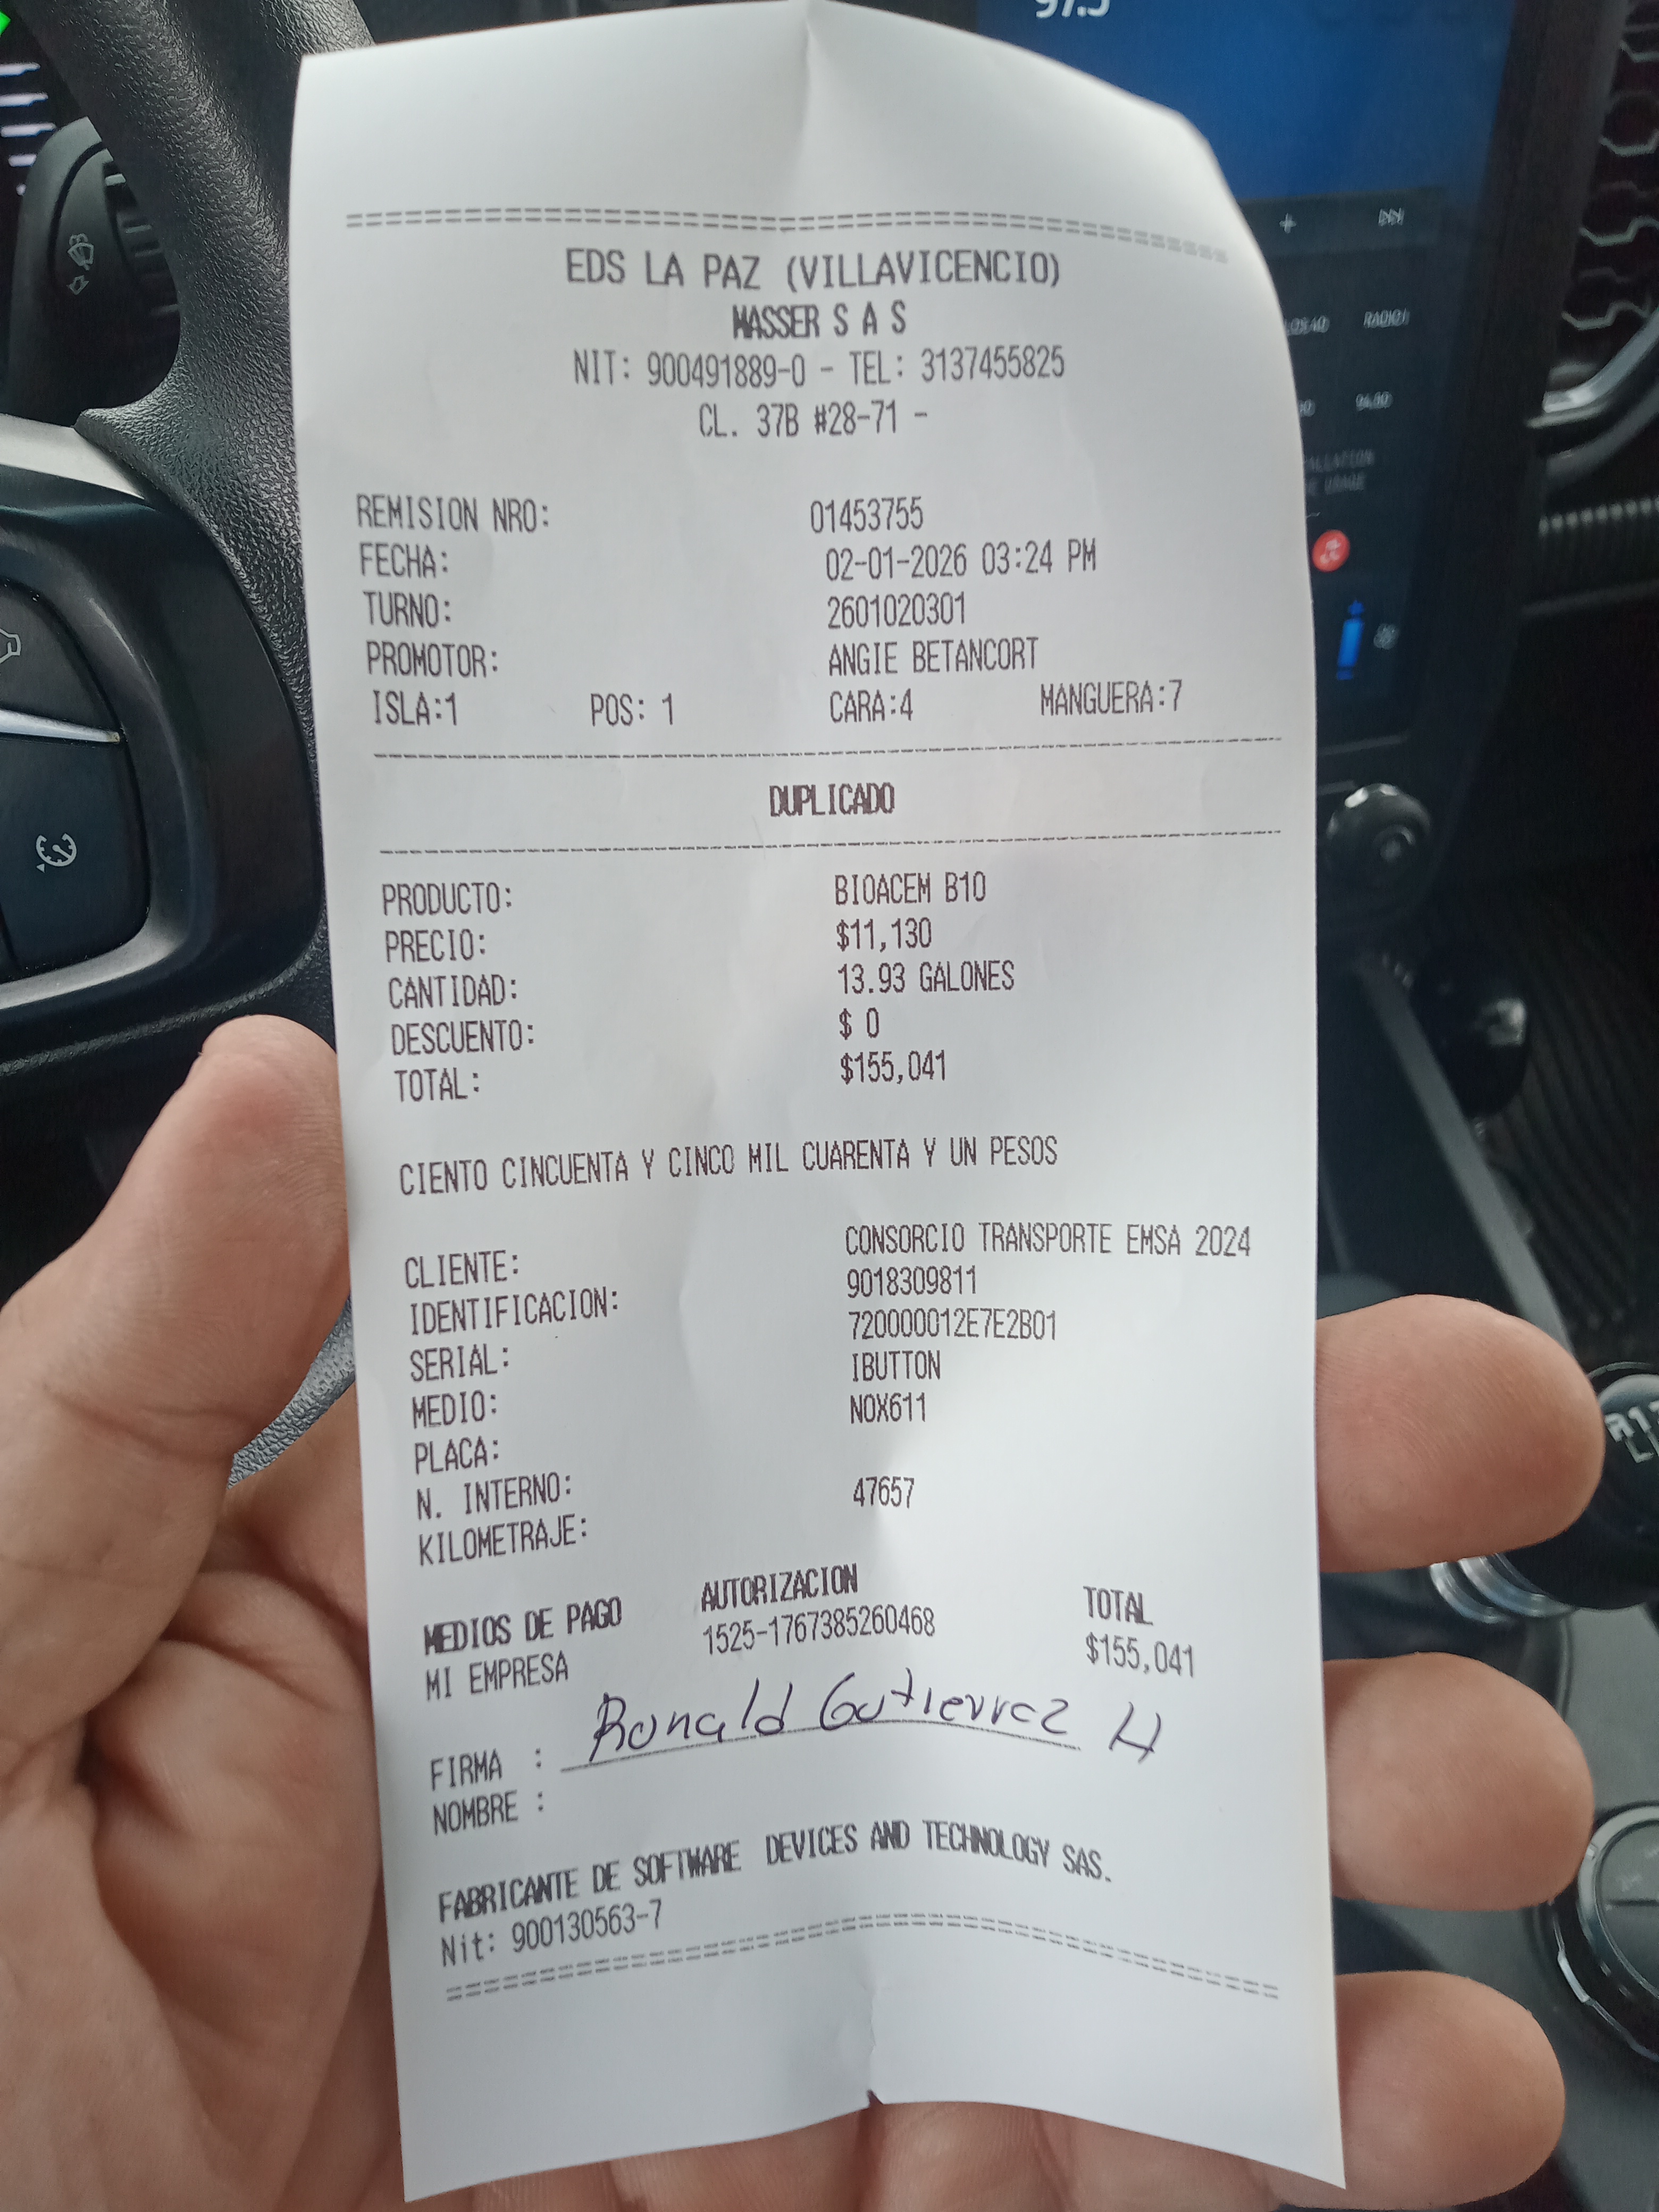 97.5
EDS LA PAZ (VILLAVICENCIO)
MASSER S A S
NIT: 900491889-0 - TEL: 3137455825
CL. 37B #28-71 -
REMISION NRO: 01453755
FECHA: 02-01-2026 03:24 PM
TURNO: 2601020301
PROMOTOR: ANGIE BETANCORT
ISLA:1 POS: 1 CARA:4 MANGUERA:7
DUPLICADO
PRODUCTO: BIOACEM B10
PRECIO: $11,130
CANTIDAD: 13.93 GALONES
DESCUENTO: $ 0
TOTAL: $155,041
CIENTO CINCUENTA Y CINCO MIL CUARENTA Y UN PESOS
CLIENTE: CONSORCIO TRANSPORTE EMSA 2024
IDENTIFICACION: 9018309811
SERIAL: 720000012E7E2B01
MEDIO: IBUTTON
PLACA: NOX611
N. INTERNO:
KILOMETRAJE: 47657
MEDIOS DE PAGO AUTORIZACION TOTAL
MI EMPRESA 1525-1767385260468 $155,041
FIRMA : Ronald Gutierrez H
NOMBRE :
FABRICANTE DE SOFTWARE DEVICES AND TECHNOLOGY SAS.
Nit: 900130563-7